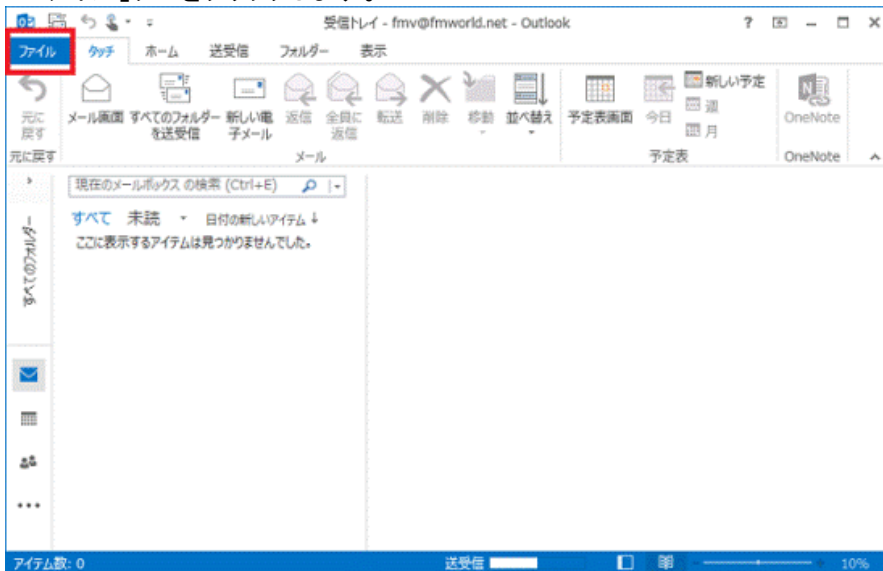 受信トレイ - fmv@fmworld.net - Outlook
ファイル タッチ ホーム 送受信 フォルダー 表示
元に戻す
メール画面
すべてのフォルダーを送受信
新しい電子メール
返信
全員に返信
転送
削除
移動
並べ替え
予定表画面
今日
新しい予定
週
月
OneNote
元に戻す メール 予定表 OneNote
現在のメールボックス の検索 (Ctrl+E)
すべて 未読 日付の新しいアイテム ↓
ここに表示するアイテムは見つかりませんでした。
すべてのフォルダー
アイテム数: 0 送受信 10%